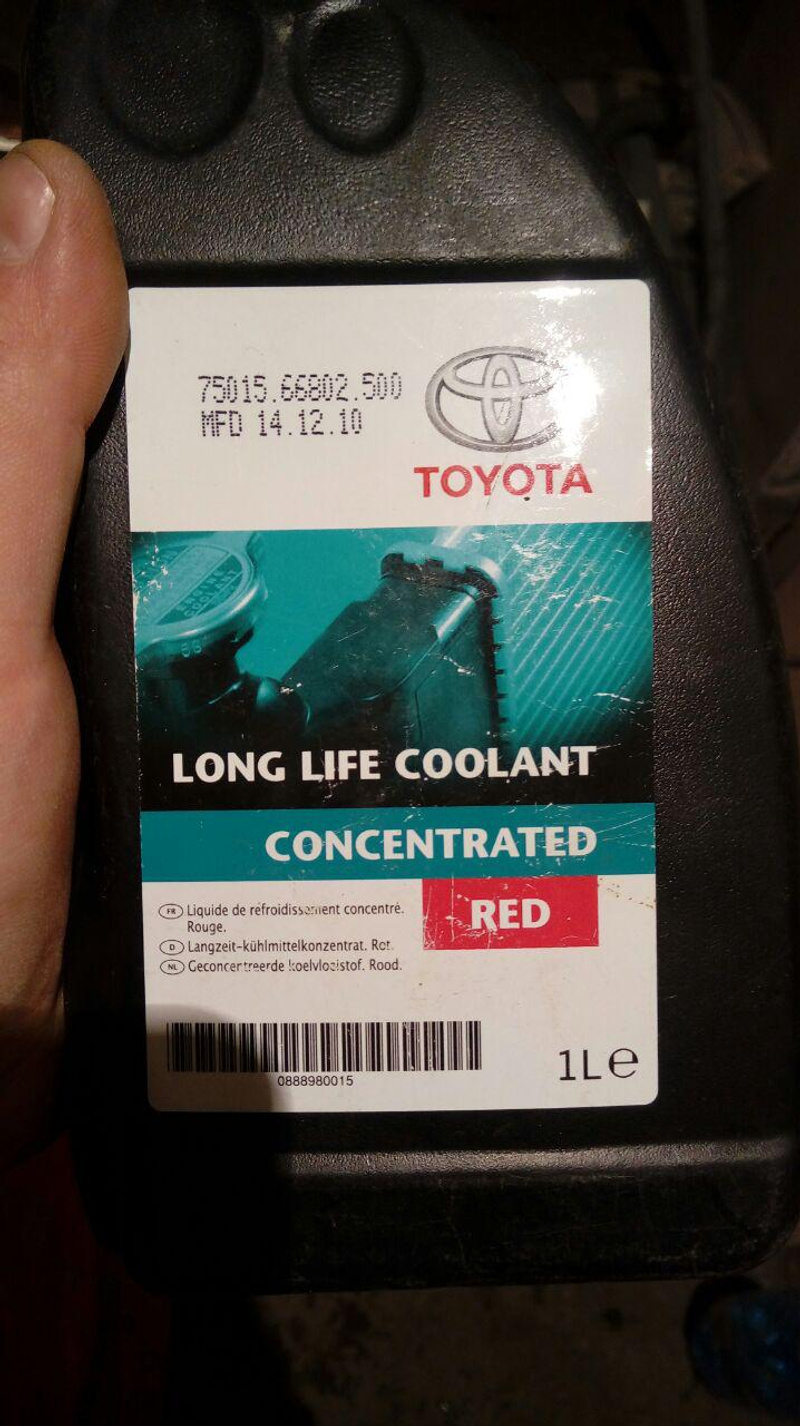 75015.66802.500
MFD 14.12.10
TOYOTA
LONG LIFE COOLANT
CONCENTRATED
RED
FR Liquide de refroidissement concentré.
Rouge.
D Langzeit-kühlmittelkonzentrat. Rot.
NL Geconcentreerde koelvloeistof. Rood.
0888980015
1L℮